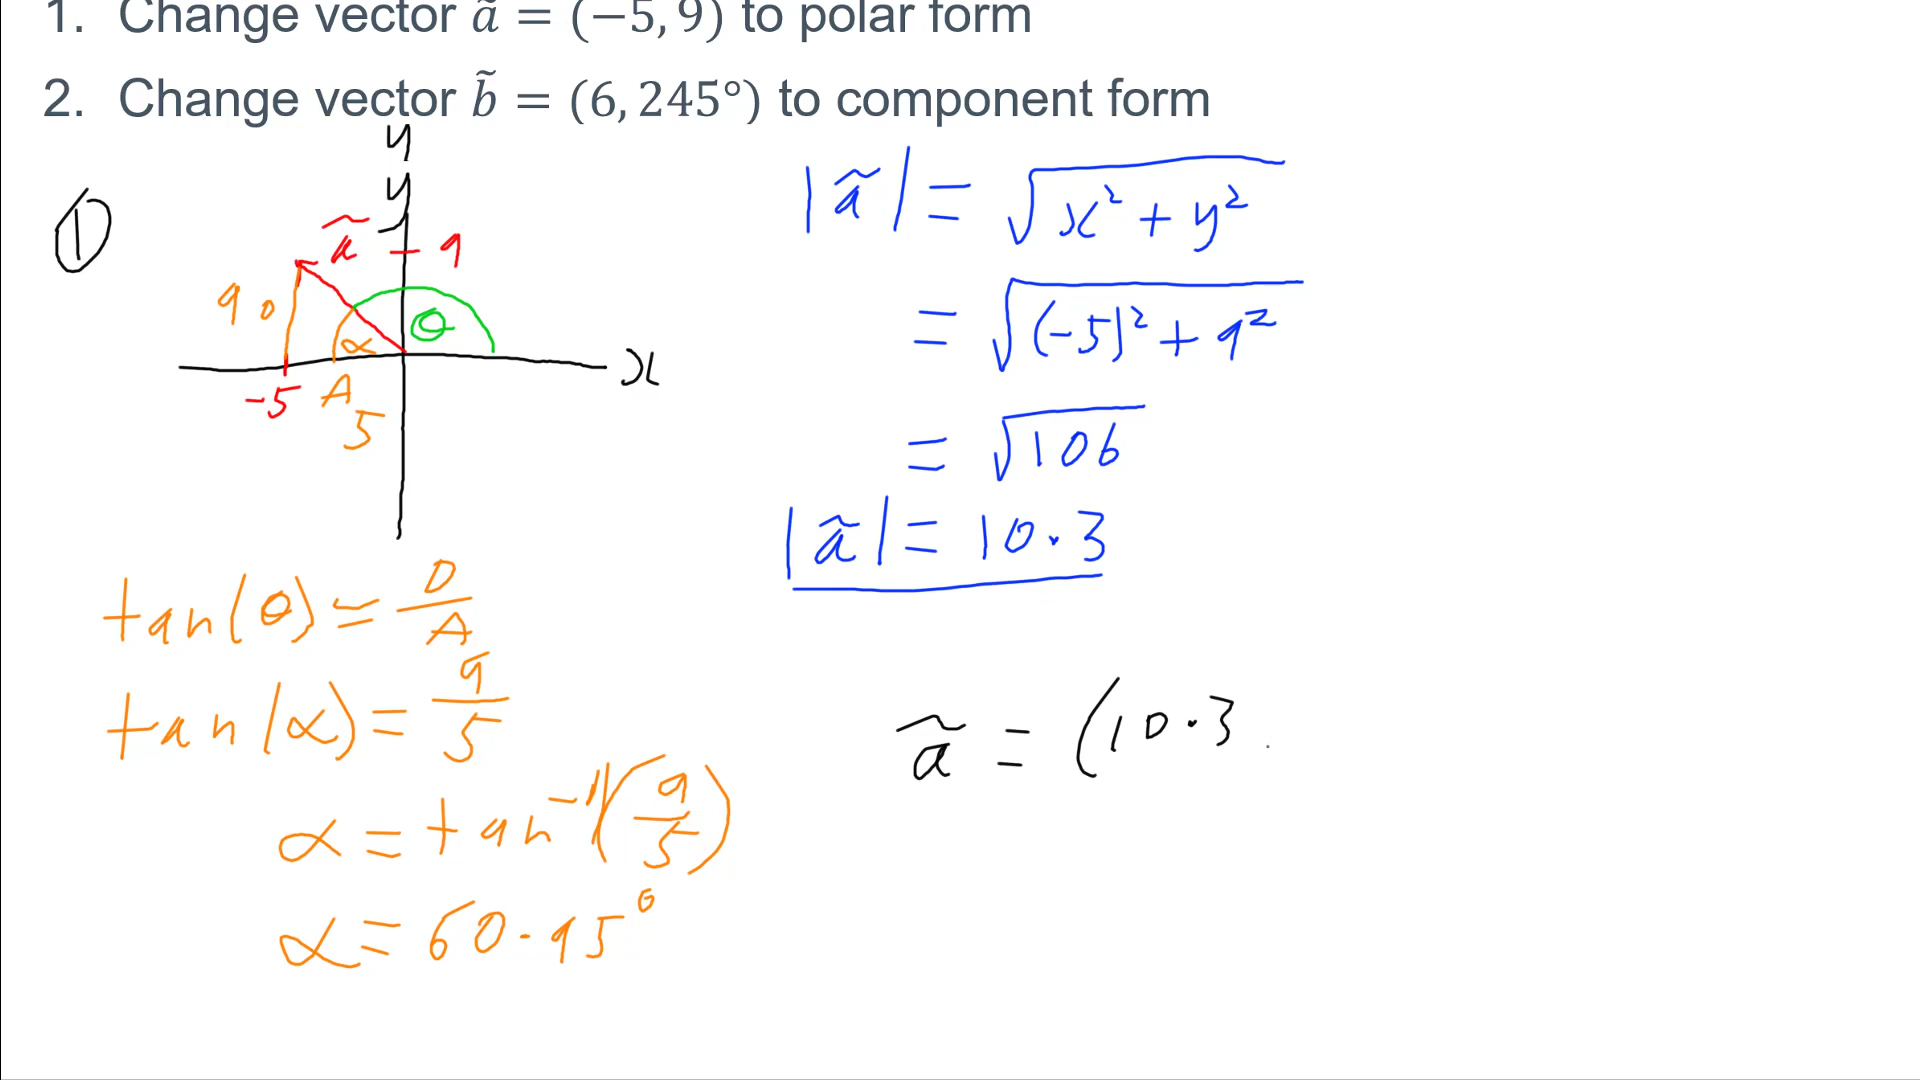 1. Change vector ã = (−5, 9) to polar form
2. Change vector b̃ = (6, 245°) to component form
①
y
y
ã
9
9 O
θ
α
x
-5 A
5
tan(θ) = O/A
tan(α) = 9/5
α = tan⁻¹(9/5)
α = 60.95°
|ã| = √(x² + y²)
= √((-5)² + 9²)
= √106
|ã| = 10.3
ã = (10.3